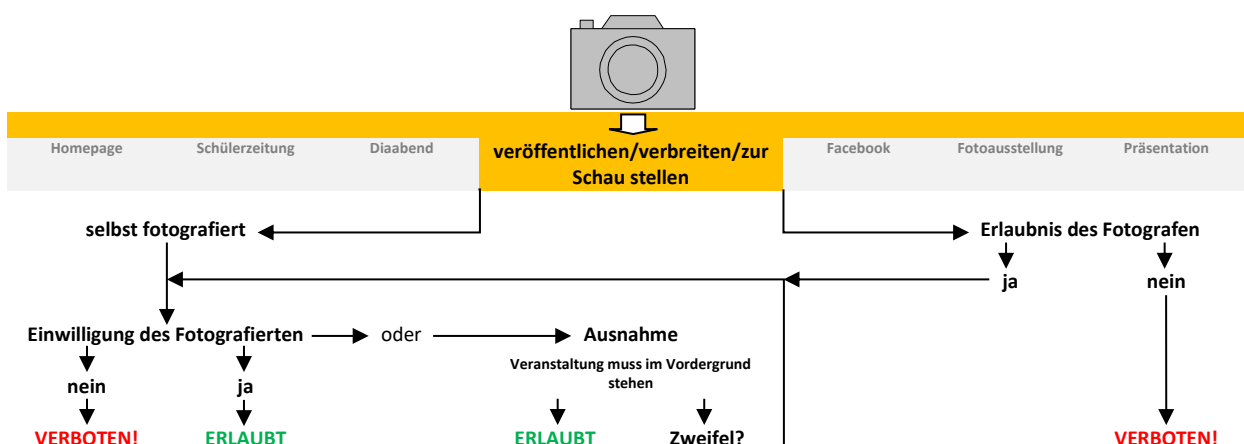 Homepage
Schülerzeitung
Diaabend
veröffentlichen/verbreiten/zur
Schau stellen
Facebook
Fotoausstellung
Präsentation
selbst fotografiert
Erlaubnis des Fotografen
ja
nein
Einwilligung des Fotografierten
oder
Ausnahme
Veranstaltung muss im Vordergrund
stehen
nein
ja
VERBOTEN!
ERLAUBT
ERLAUBT
Zweifel?
VERBOTEN!